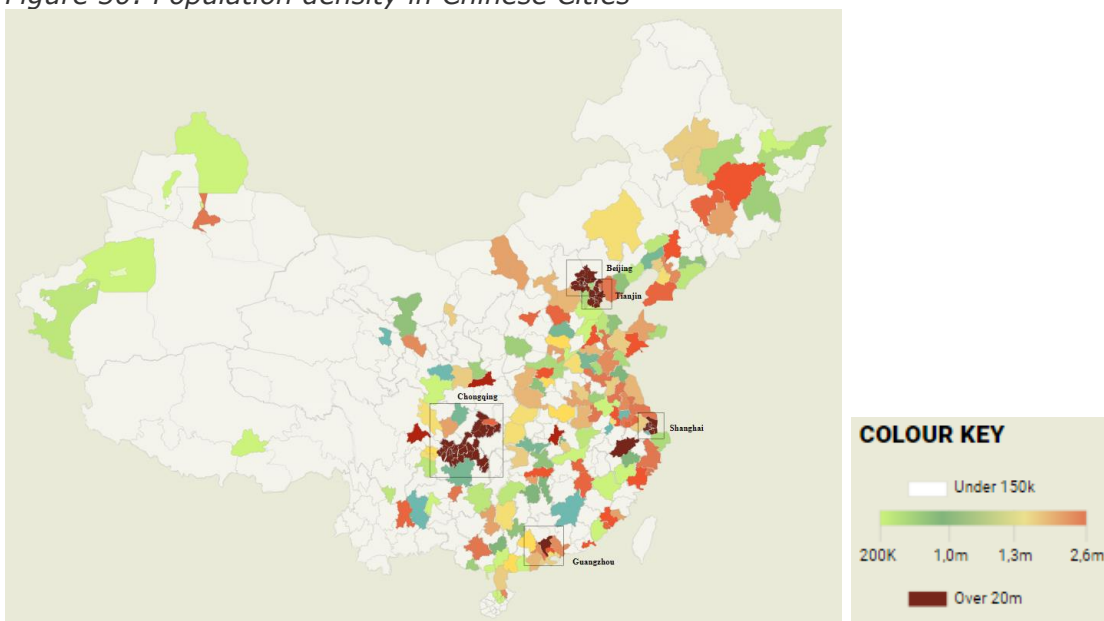 Figure 50: Population density in Chinese Cities
Beijing
Tianjin
Chongqing
Shanghai
Guangzhou
COLOUR KEY
Under 150k
200K 1,0m 1,3m 2,6m
Over 20m